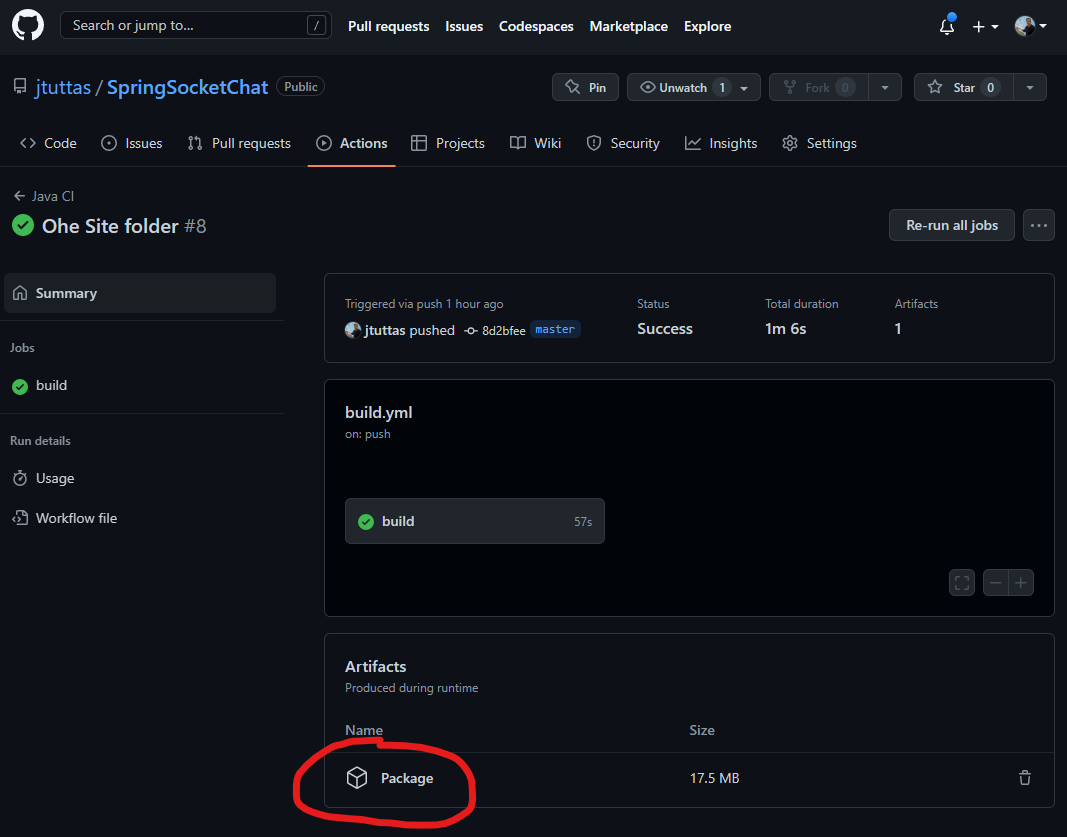 Search or jump to... /
Pull requests Issues Codespaces Marketplace Explore
jtuttas / SpringSocketChat Public
Pin Unwatch 1 Fork 0 Star 0
Code Issues Pull requests Actions Projects Wiki Security Insights Settings
Java CI
Ohe Site folder #8
Re-run all jobs
Summary
Jobs
build
Run details
Usage
Workflow file
Triggered via push 1 hour ago
jtuttas pushed 8d2bfee master
Status
Success
Total duration
1m 6s
Artifacts
1
build.yml
on: push
build 57s
Artifacts
Produced during runtime
Name Size
Package 17.5 MB